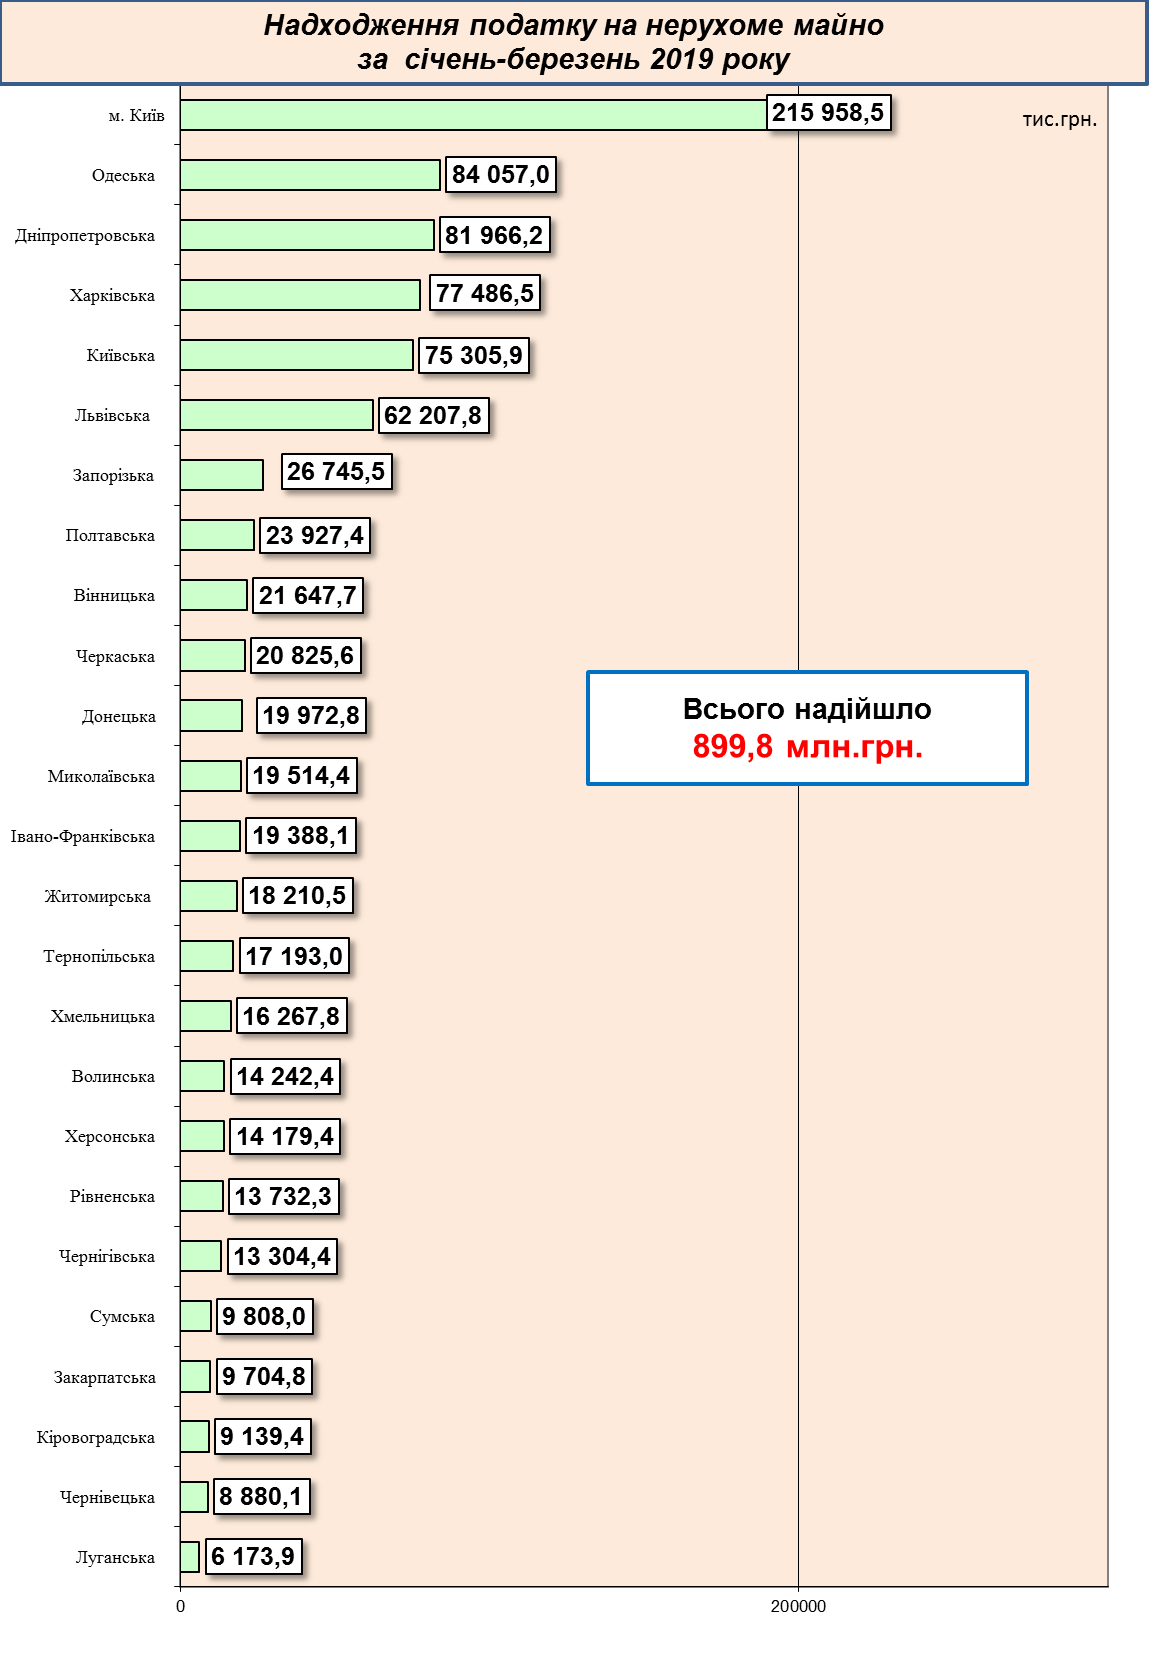 Надходження податку на нерухоме майно
за січень-березень 2019 року
тис.грн.
м. Київ 215 958,5
Одеська 84 057,0
Дніпропетровська 81 966,2
Харківська 77 486,5
Київська 75 305,9
Львівська 62 207,8
Запорізька 26 745,5
Полтавська 23 927,4
Вінницька 21 647,7
Черкаська 20 825,6
Донецька 19 972,8
Миколаївська 19 514,4
Івано-Франківська 19 388,1
Житомирська 18 210,5
Тернопільська 17 193,0
Хмельницька 16 267,8
Волинська 14 242,4
Херсонська 14 179,4
Рівненська 13 732,3
Чернігівська 13 304,4
Сумська 9 808,0
Закарпатська 9 704,8
Кіровоградська 9 139,4
Чернівецька 8 880,1
Луганська 6 173,9
Всього надійшло
899,8 млн.грн.
0 200000